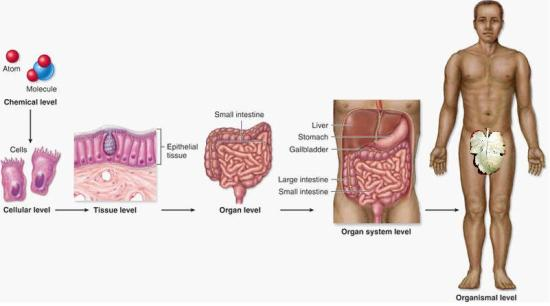 Atom
Molecule
Chemical level
Cells
Cellular level
Epithelial
tissue
Tissue level
Small intestine
Organ level
Liver
Stomach
Gallbladder
Large intestine
Small intestine
Organ system level
Organismal level